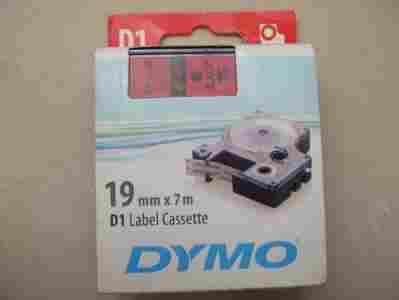 D1
19 mm x 7 m
D1 Label Cassette
DYMO